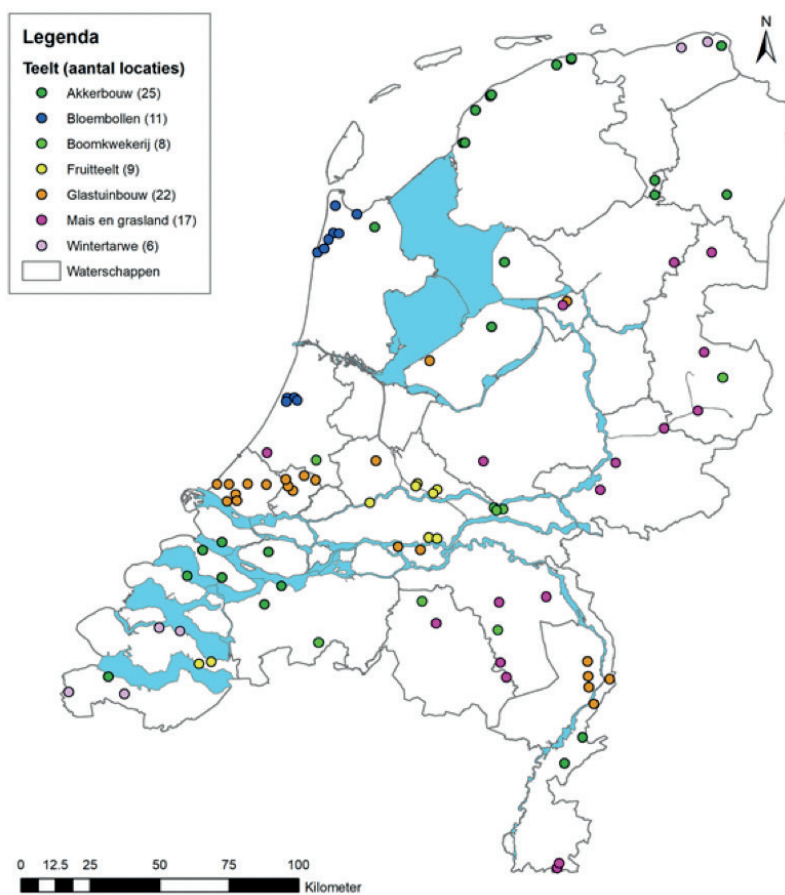 Legenda
Teelt (aantal locaties)
Akkerbouw (25)
Bloembollen (11)
Boomkwekerij (8)
Fruitteelt (9)
Glastuinbouw (22)
Mais en grasland (17)
Wintertarwe (6)
Waterschappen
N
0 12.5 25 50 75 100
Kilometer